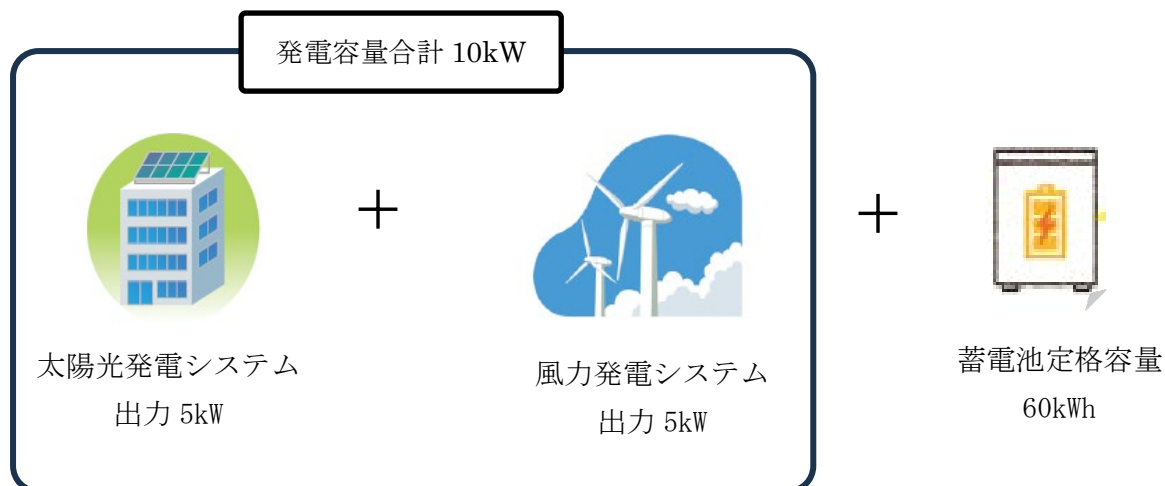 発電容量合計 10kW
＋
＋
太陽光発電システム
出力 5kW
風力発電システム
出力 5kW
蓄電池定格容量
60kWh